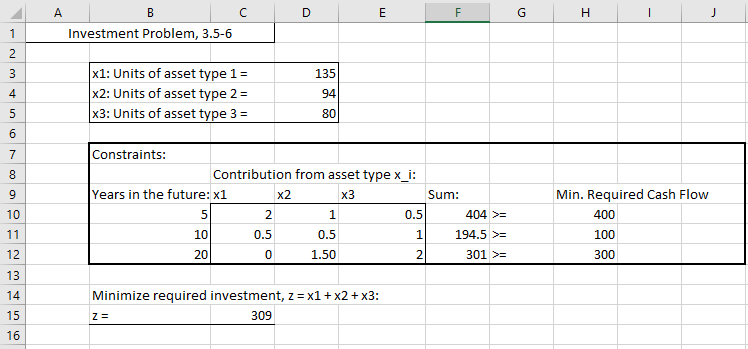 A B C D E F G H I J
1 Investment Problem, 3.5-6
2
3 x1: Units of asset type 1 = 135
4 x2: Units of asset type 2 = 94
5 x3: Units of asset type 3 = 80
6
7 Constraints:
8 Contribution from asset type x_i:
9 Years in the future: x1 x2 x3 Sum: Min. Required Cash Flow
10 5 2 1 0.5 404 >= 400
11 10 0.5 0.5 1 194.5 >= 100
12 20 0 1.50 2 301 >= 300
13
14 Minimize required investment, z = x1 + x2 + x3:
15 z = 309
16